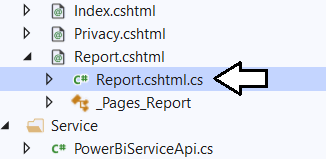 Index.cshtml
Privacy.cshtml
Report.cshtml
C# Report.cshtml.cs
_Pages_Report
Service
C# PowerBiServiceApi.cs